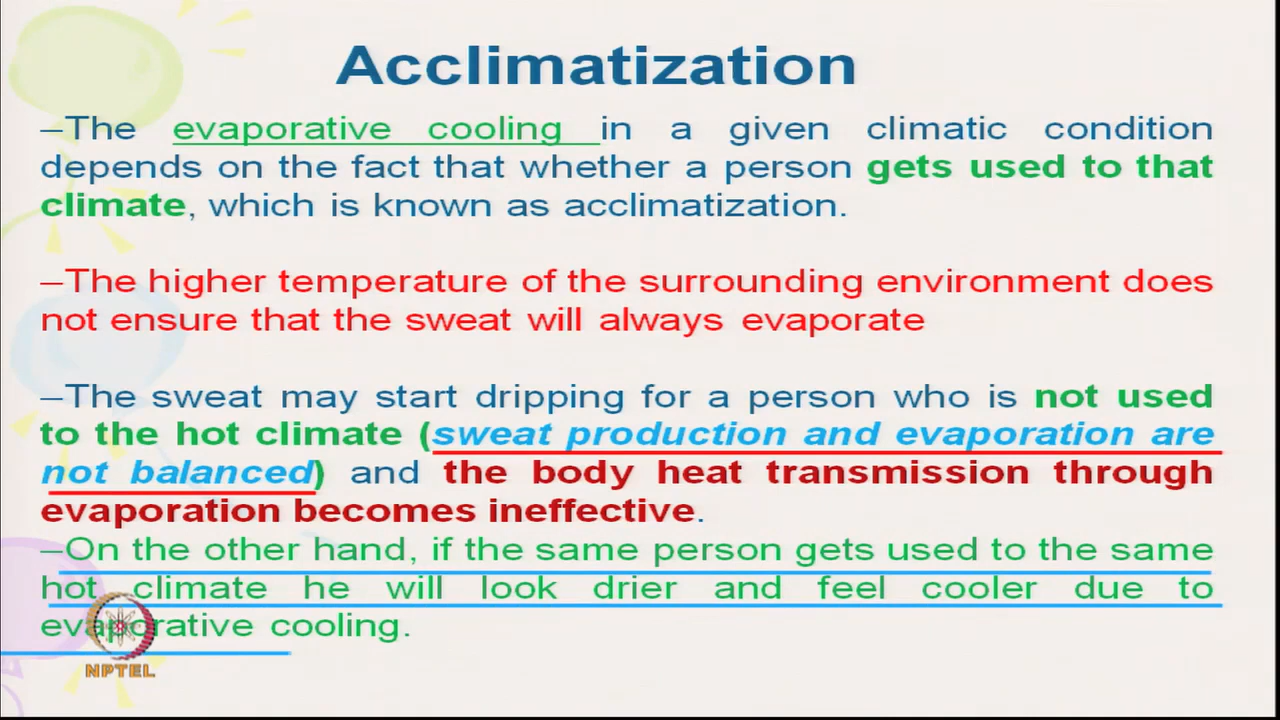 Acclimatization
–The evaporative cooling in a given climatic condition
depends on the fact that whether a person gets used to that
climate, which is known as acclimatization.
–The higher temperature of the surrounding environment does
not ensure that the sweat will always evaporate
–The sweat may start dripping for a person who is not used
to the hot climate (sweat production and evaporation are
not balanced) and the body heat transmission through
evaporation becomes ineffective.
–On the other hand, if the same person gets used to the same
hot climate he will look drier and feel cooler due to
evaporative cooling.
NPTEL